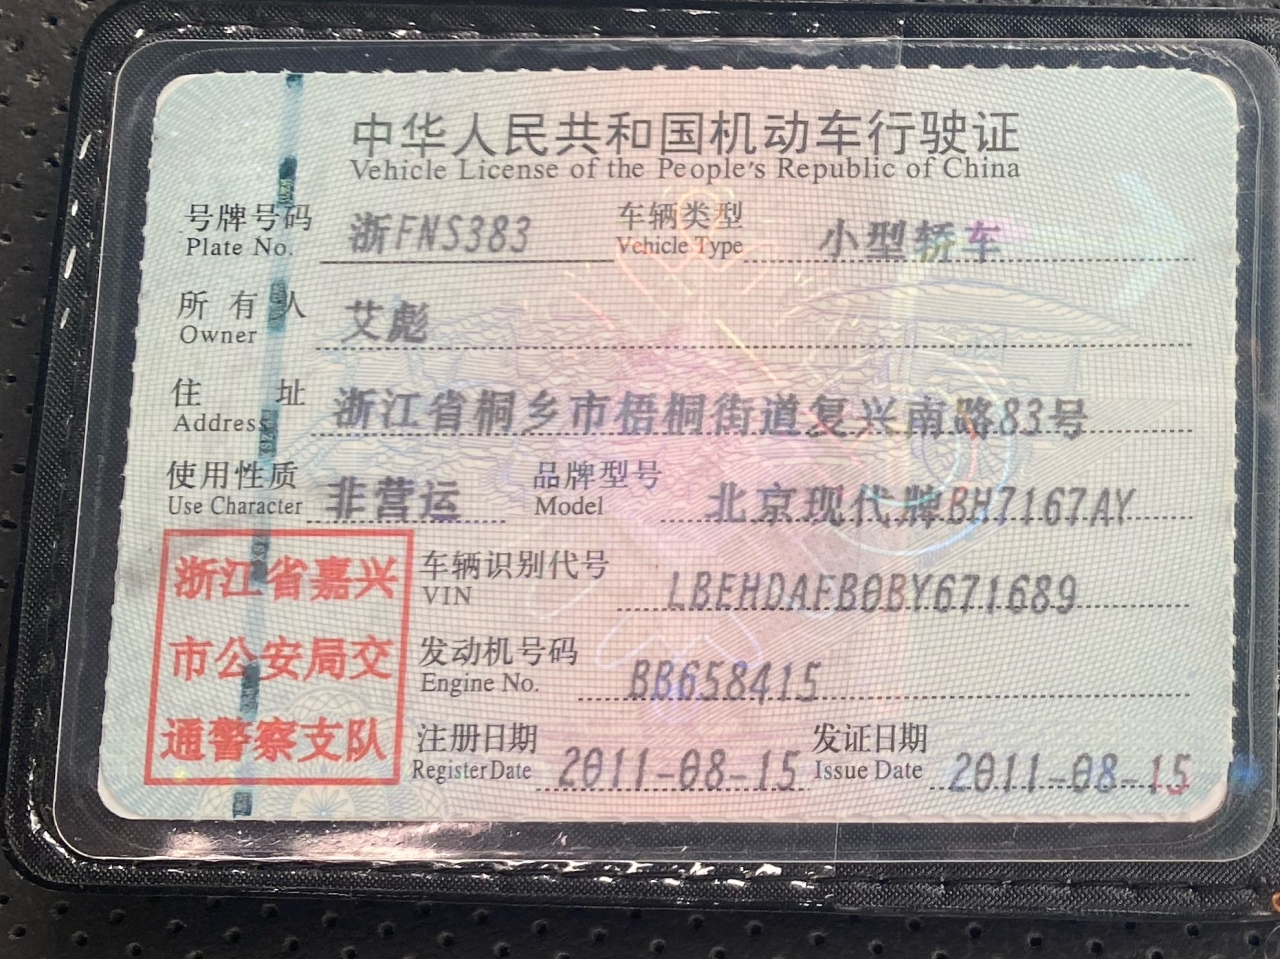 中华人民共和国机动车行驶证
Vehicle License of the People's Republic of China
号牌号码 浙FNS383 车辆类型 小型轿车
Plate No. Vehicle Type
所有人 艾彪
Owner
住址 浙江省桐乡市梧桐街道复兴南路83号
Address
使用性质 非营运 品牌型号 北京现代牌BH7167AY
Use Character Model
浙江省嘉兴
市公安局交
通警察支队
车辆识别代号 LBEHDAFB0BY671689
VIN
发动机号码 BB658415
Engine No.
注册日期 2011-08-15 发证日期 2011-08-15
Register Date Issue Date